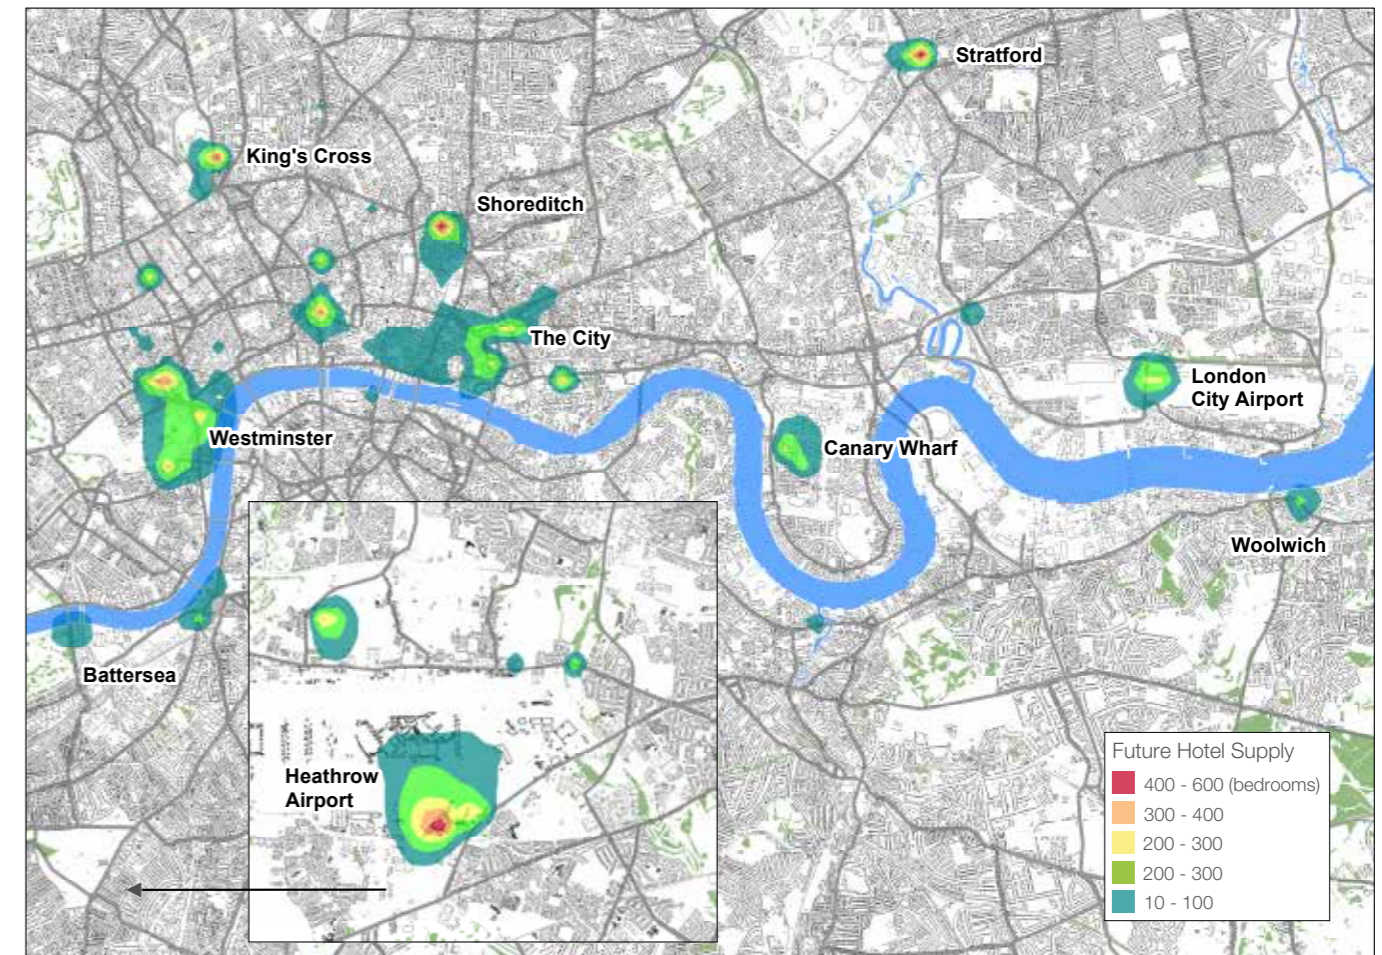 Stratford
King's Cross
Shoreditch
The City
London
City Airport
Westminster
Canary Wharf
Woolwich
Battersea
Heathrow
Airport
Future Hotel Supply
400 - 600 (bedrooms)
300 - 400
200 - 300
200 - 300
10 - 100